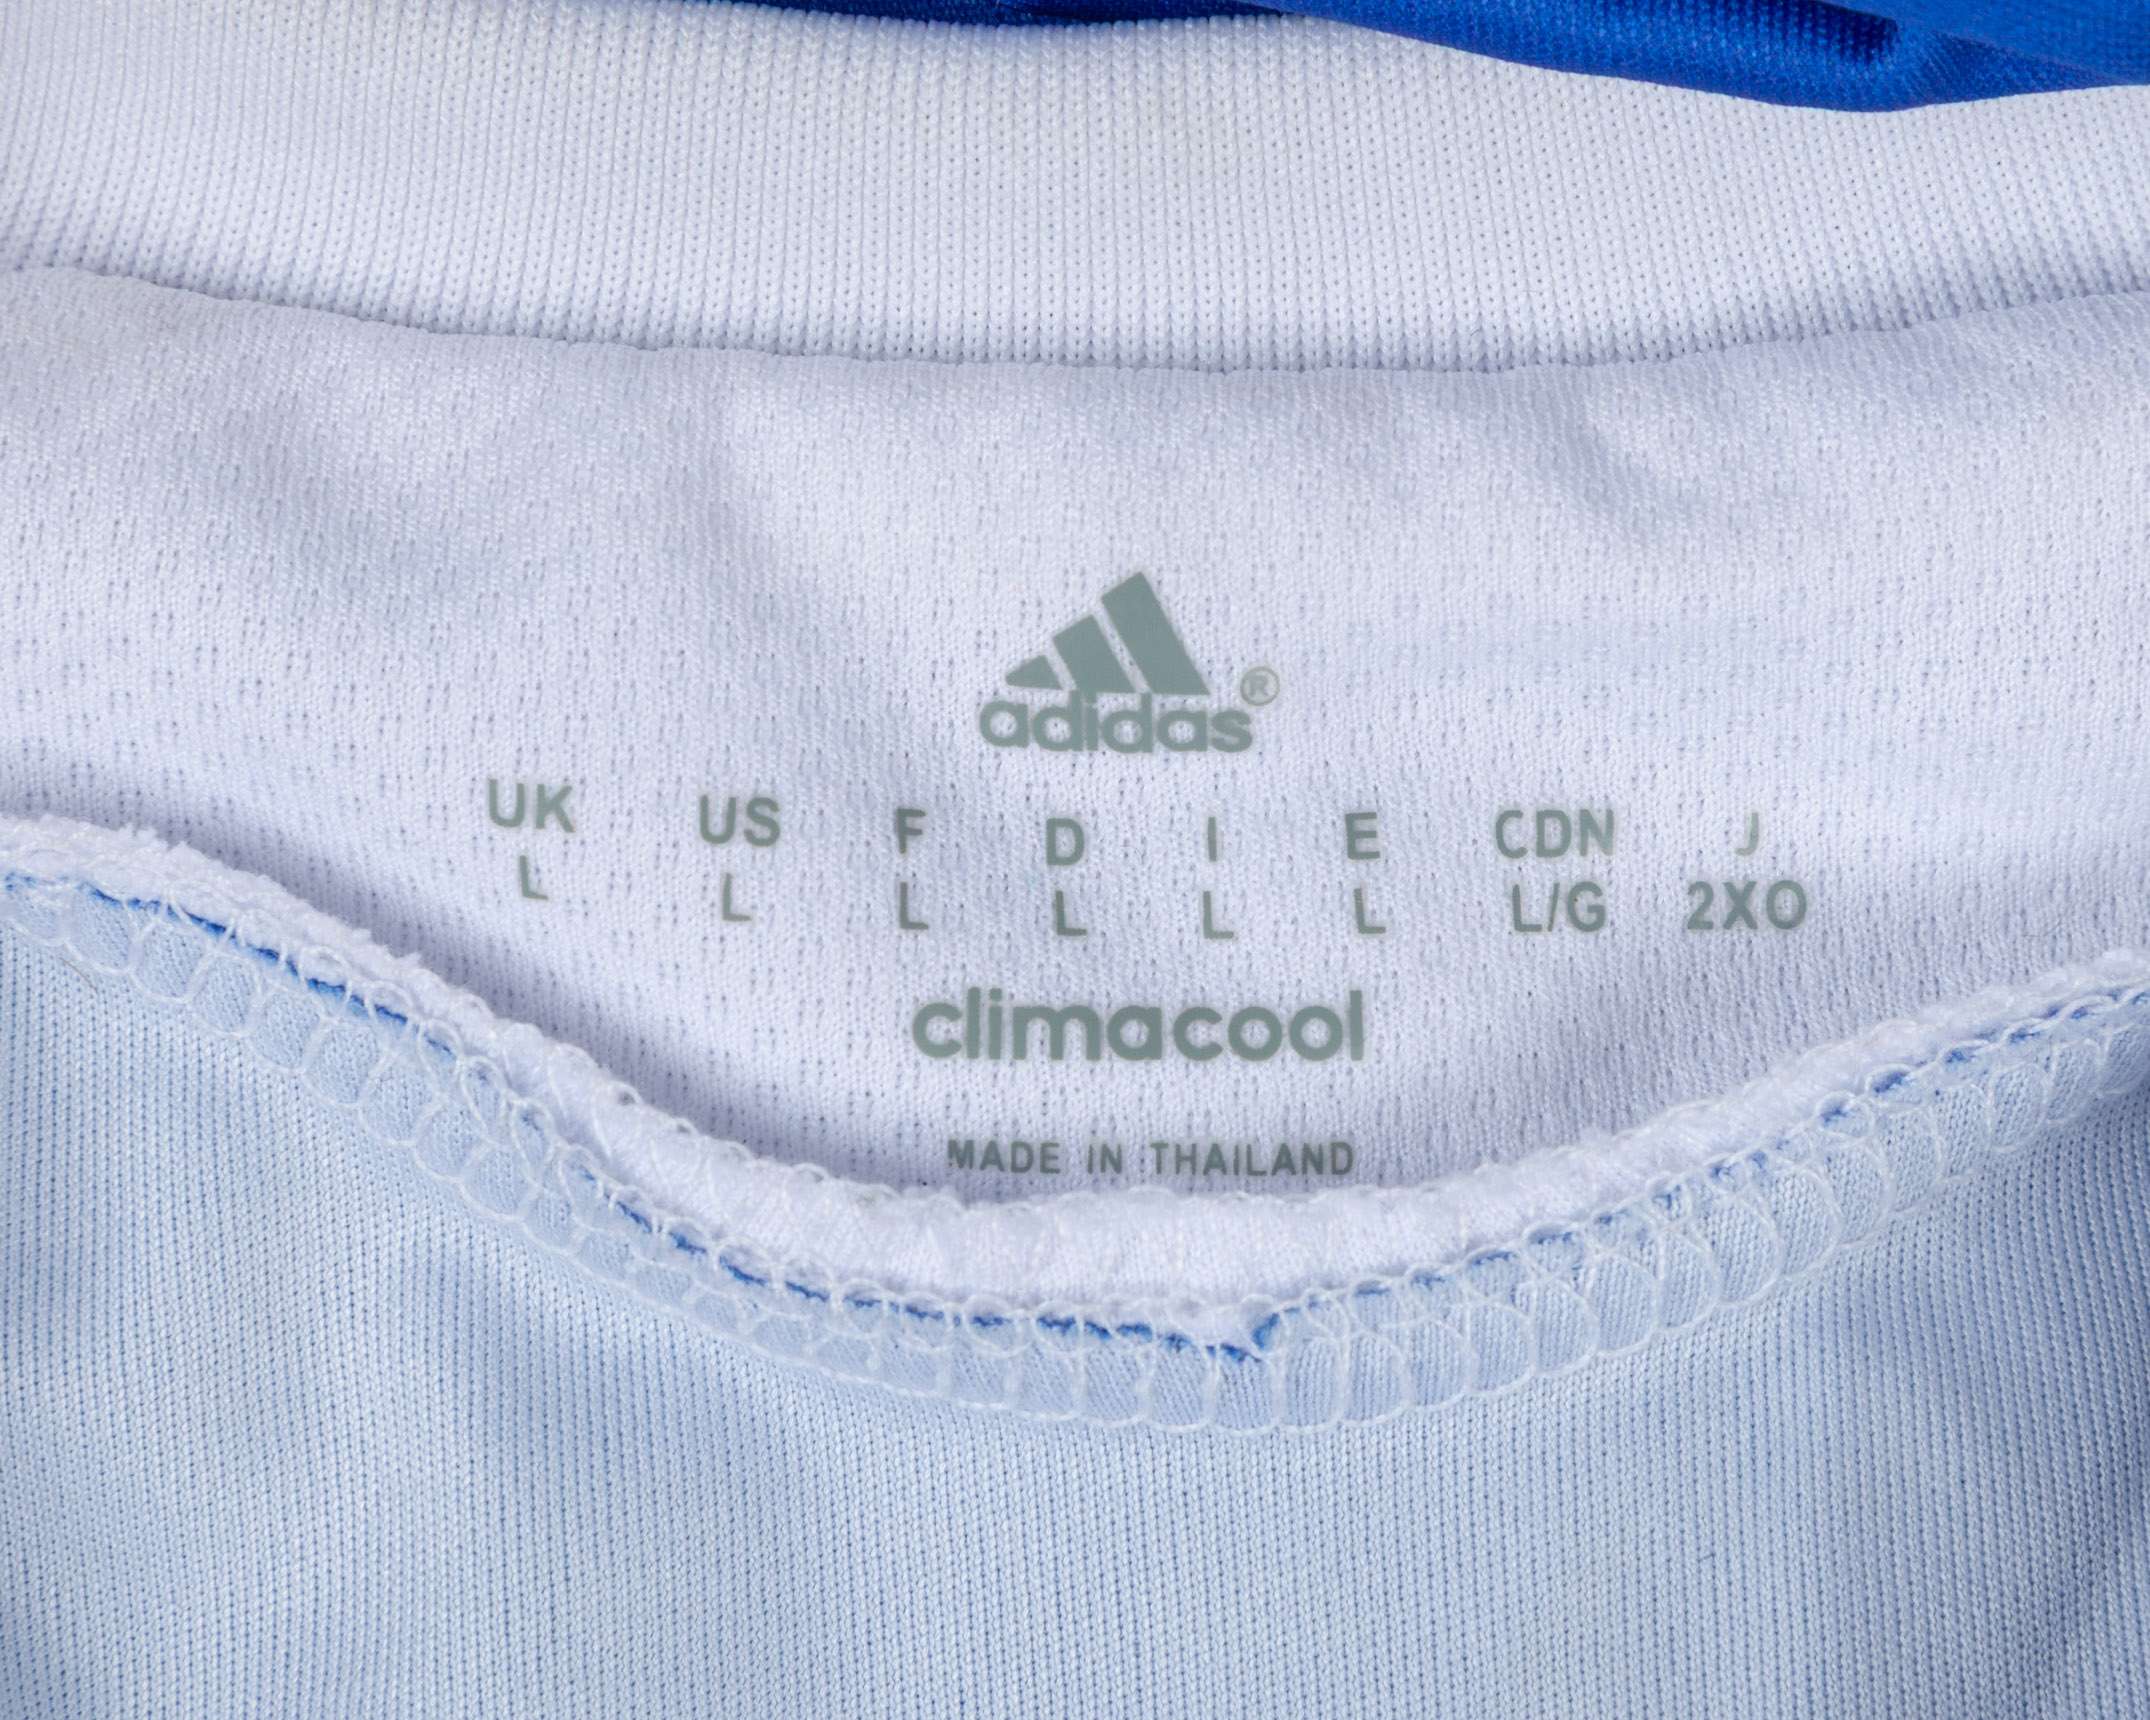 adidas®
UK US F D I E CDN J
L L L L L L L/G 2XO
climacool
MADE IN THAILAND